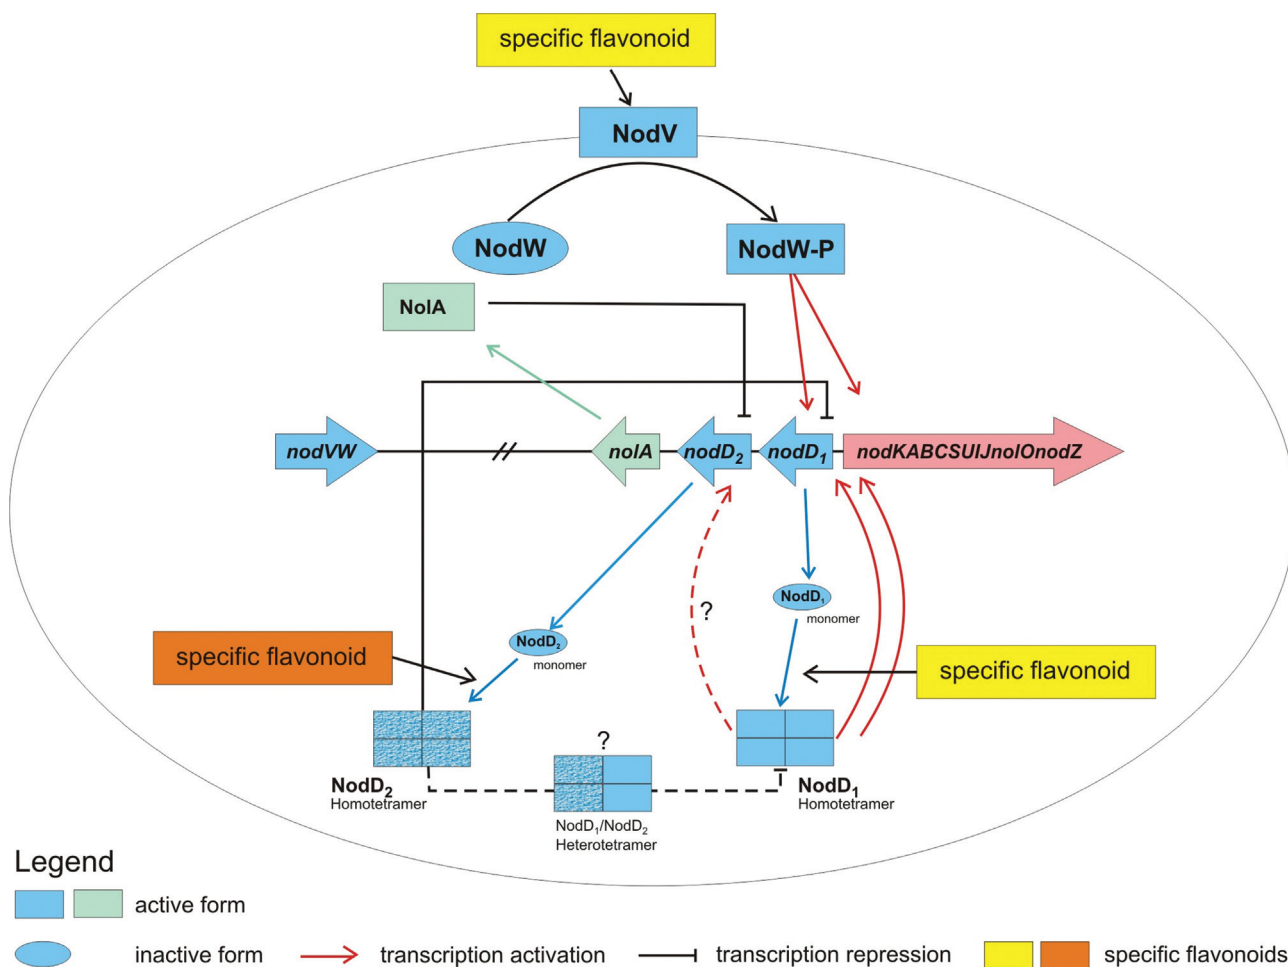 specific flavonoid
NodV
NodW
NodW-P
NolA
nodVW
nolA
nodD2
nodD1
nodKABCSUIJnolOnodZ
?
NodD1
monomer
NodD2
monomer
specific flavonoid
specific flavonoid
?
NodD2
Homotetramer
NodD1
Homotetramer
NodD1/NodD2
Heterotetramer
Legend
active form
inactive form
transcription activation
transcription repression
specific flavonoids